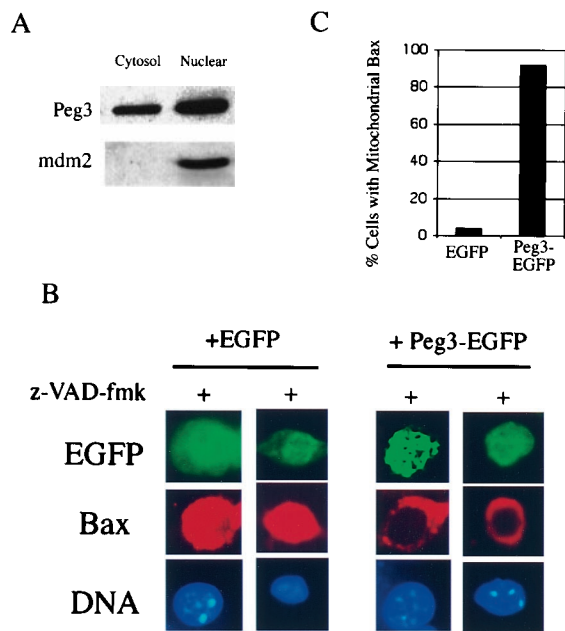 A
Cytosol Nuclear
Peg3
mdm2
C
% Cells with Mitochondrial Bax
100
80
60
40
20
0
EGFP
Peg3-
EGFP
B
+EGFP
+ Peg3-EGFP
z-VAD-fmk + + + +
EGFP
Bax
DNA